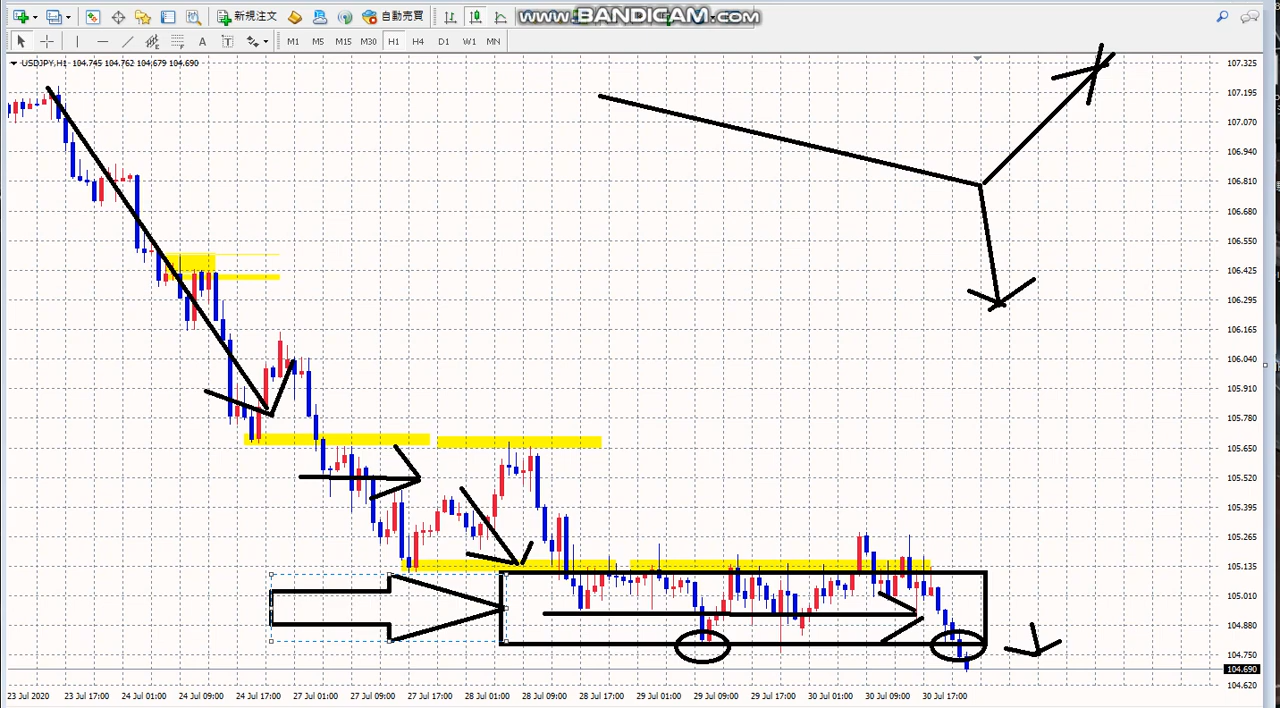 新規注文
自動売買
www.BANDICAM.com
A
T
M1 M5 M15 M30 H1 H4 D1 W1 MN
USDJPY,H1 104.745 104.762 104.679 104.690
107.325
107.195
107.070
106.940
106.810
106.680
106.550
106.425
106.295
106.165
106.040
105.910
105.780
105.650
105.520
105.395
105.265
105.135
105.010
104.880
104.750
104.690
104.620
23 Jul 2020 23 Jul 17:00 24 Jul 01:00 24 Jul 09:00 24 Jul 17:00 27 Jul 01:00 27 Jul 09:00 27 Jul 17:00 28 Jul 01:00 28 Jul 09:00 28 Jul 17:00 29 Jul 01:00 29 Jul 09:00 29 Jul 17:00 30 Jul 01:00 30 Jul 09:00 30 Jul 17:00